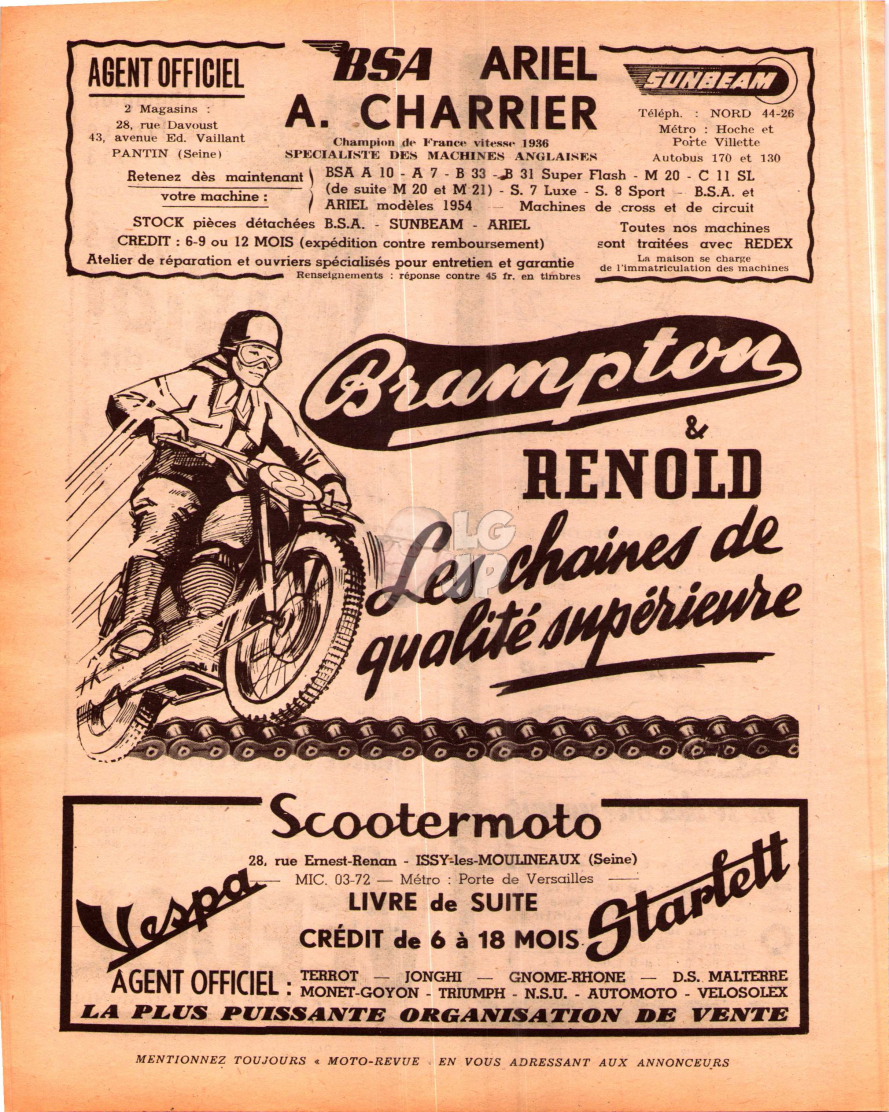 AGENT OFFICIEL
2 Magasins :
28, rue Davoust
43, avenue Ed. Vaillant
PANTIN (Seine)
BSA ARIEL
A. CHARRIER
Champion de France vitesse 1936
SPECIALISTE DES MACHINES ANGLAISES
SUNBEAM
Téléph. : NORD 44-26
Métro : Hoche et
Porte Villette
Autobus 170 et 130
Retenez dès maintenant
votre machine :
BSA A 10 - A 7 - B 33 - B 31 Super Flash - M 20 - C 11 SL
(de suite M 20 et M 21) - S. 7 Luxe - S. 8 Sport - B.S.A. et
ARIEL modèles 1954 — Machines de cross et de circuit
STOCK pièces détachées B.S.A. - SUNBEAM - ARIEL
CREDIT : 6-9 ou 12 MOIS (expédition contre remboursement)
Atelier de réparation et ouvriers spécialisés pour entretien et garantie
Renseignements : réponse contre 45 fr. en timbres
Toutes nos machines
sont traitées avec REDEX
La maison se charge
de l'immatriculation des machines
Brampton
&
RENOLD
8
LG
UP
Les chaines de
qualité supérieure
Scootermoto
28, rue Ernest-Renan - ISSY-les-MOULINEAUX (Seine)
MIC. 03-72 — Métro : Porte de Versailles
Vespa
LIVRE de SUITE
CRÉDIT de 6 à 18 MOIS
Starlett
AGENT OFFICIEL :
TERROT — JONGHI — GNOME-RHONE — D.S. MALTERRE
MONET-GOYON - TRIUMPH - N.S.U. - AUTOMOTO - VELOSOLEX
LA PLUS PUISSANTE ORGANISATION DE VENTE
MENTIONNEZ TOUJOURS « MOTO-REVUE » EN VOUS ADRESSANT AUX ANNONCEURS